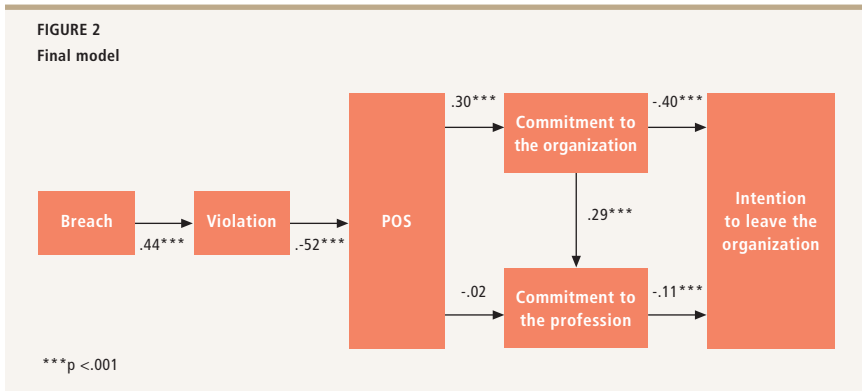 FIGURE 2
Final model
.30***
Commitment to
the organization
-.40***
Breach
.44***
Violation
.-52***
POS
.29***
Intention
to leave the
organization
-.02
Commitment to
the profession
-.11***
***p <.001